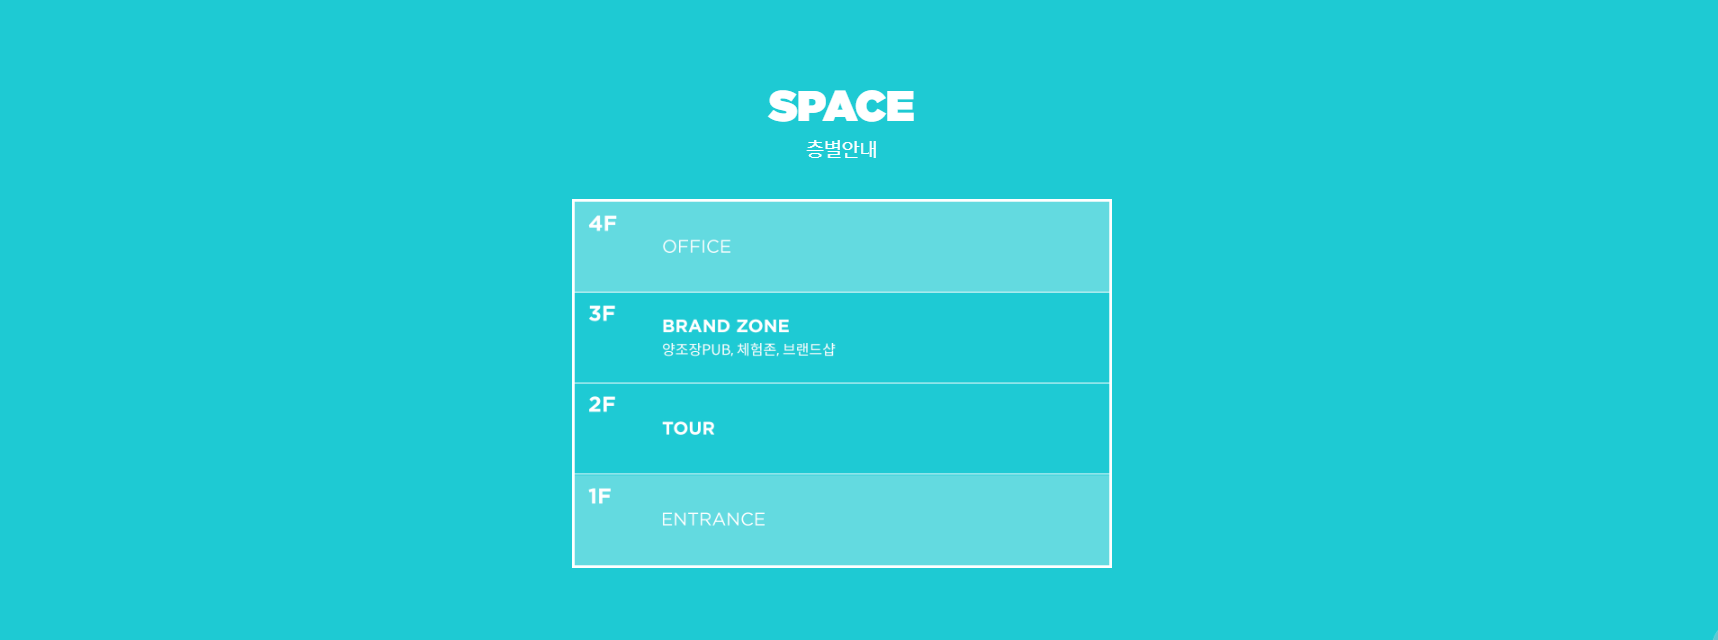 SPACE
층별안내
4F
OFFICE
3F
BRAND ZONE
양조장PUB, 체험존, 브랜드샵
2F
TOUR
1F
ENTRANCE